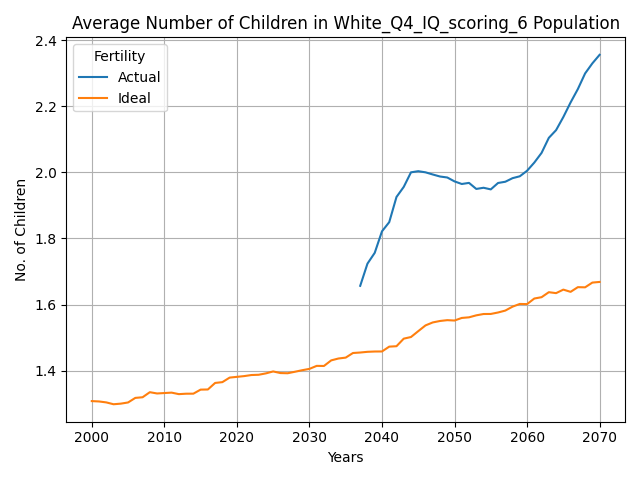 Average Number of Children in White_Q4_IQ_scoring_6 Population
Fertility
Actual
Ideal
No. of Children
2.4
2.2
2.0
1.8
1.6
1.4
2000 2010 2020 2030 2040 2050 2060 2070
Years